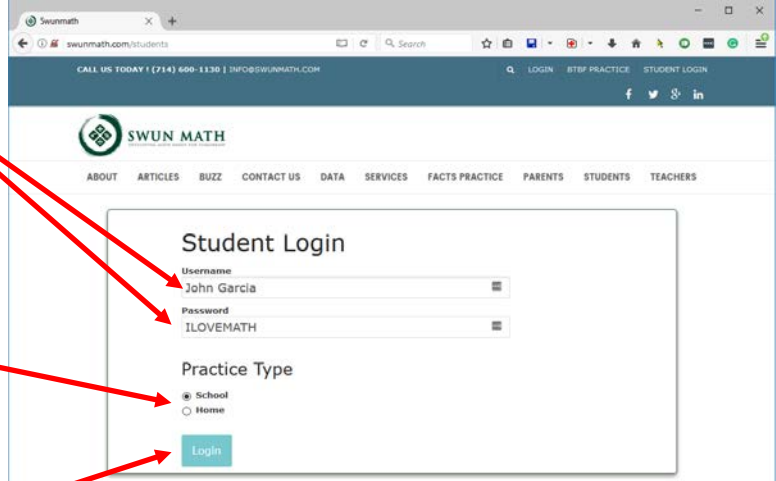 Swunmath
swunmath.com/students
Search
CALL US TODAY! (714) 600-1130 | INFO@SWUNMATH.COM
LOGIN BTBF PRACTICE STUDENT LOGIN
SWUN MATH
ABOUT ARTICLES BUZZ CONTACT US DATA SERVICES FACTS PRACTICE PARENTS STUDENTS TEACHERS
Student Login
Username
John Garcia
Password
ILOVEMATH
Practice Type
School
Home
Login